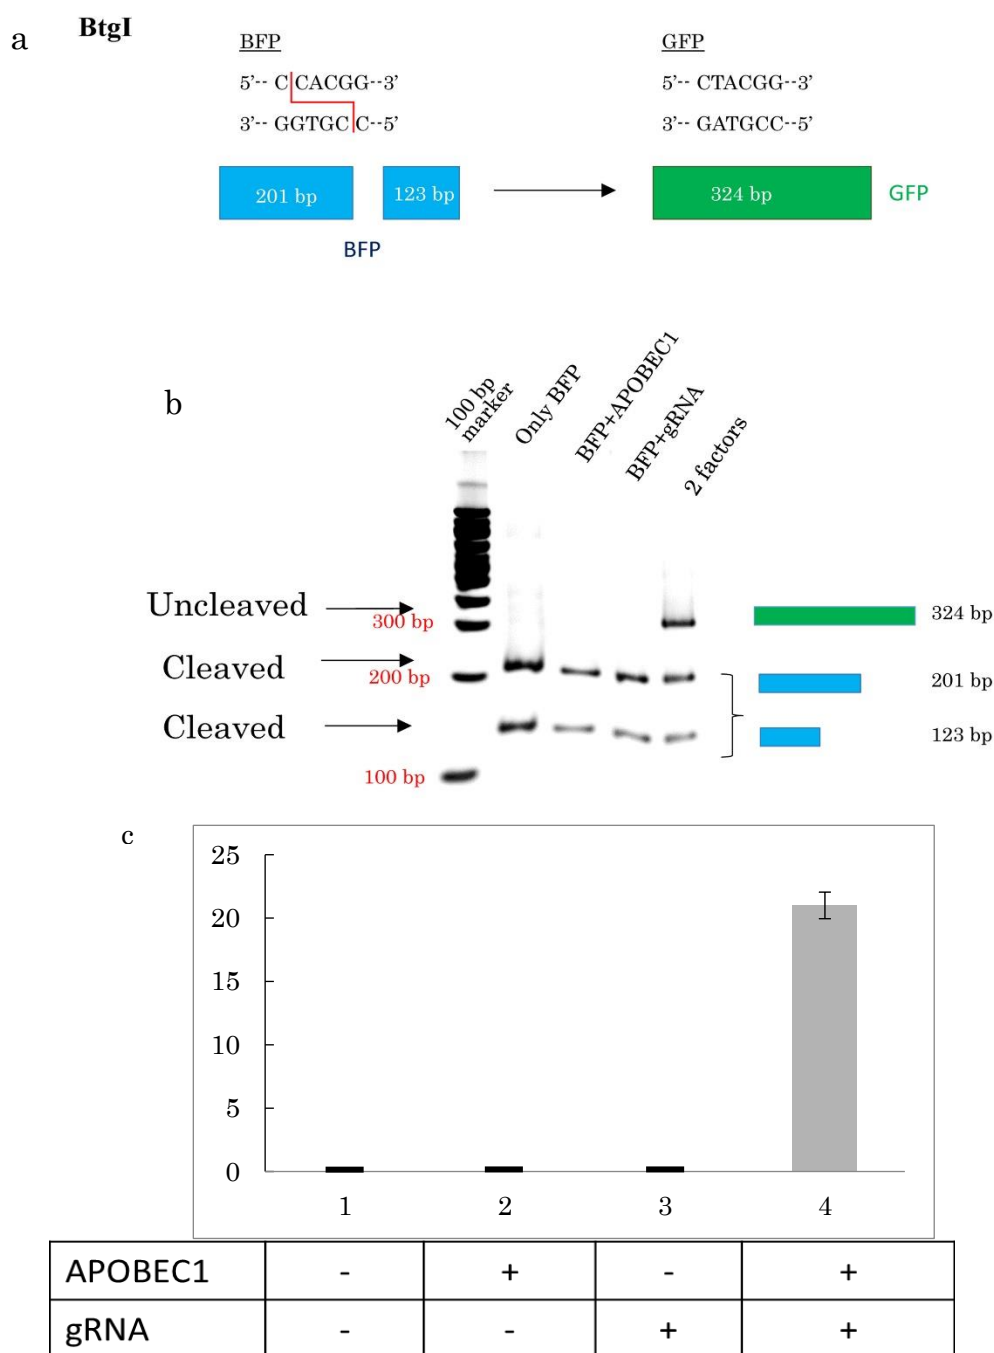 a
BtgI
BFP
GFP
5'-- CCACGG--3'
5'-- CTACGG--3'
3'-- GGTGCC--5'
3'-- GATGCC--5'
201 bp
123 bp
324 bp
GFP
BFP
b
100 bp
marker
Only BFP
BFP+APOBEC1
BFP+gRNA
2 factors
Uncleaved
300 bp
324 bp
Cleaved
200 bp
201 bp
Cleaved
123 bp
100 bp
c
25
20
15
10
5
0
1 2 3 4
APOBEC1 - + - +
gRNA - - + +